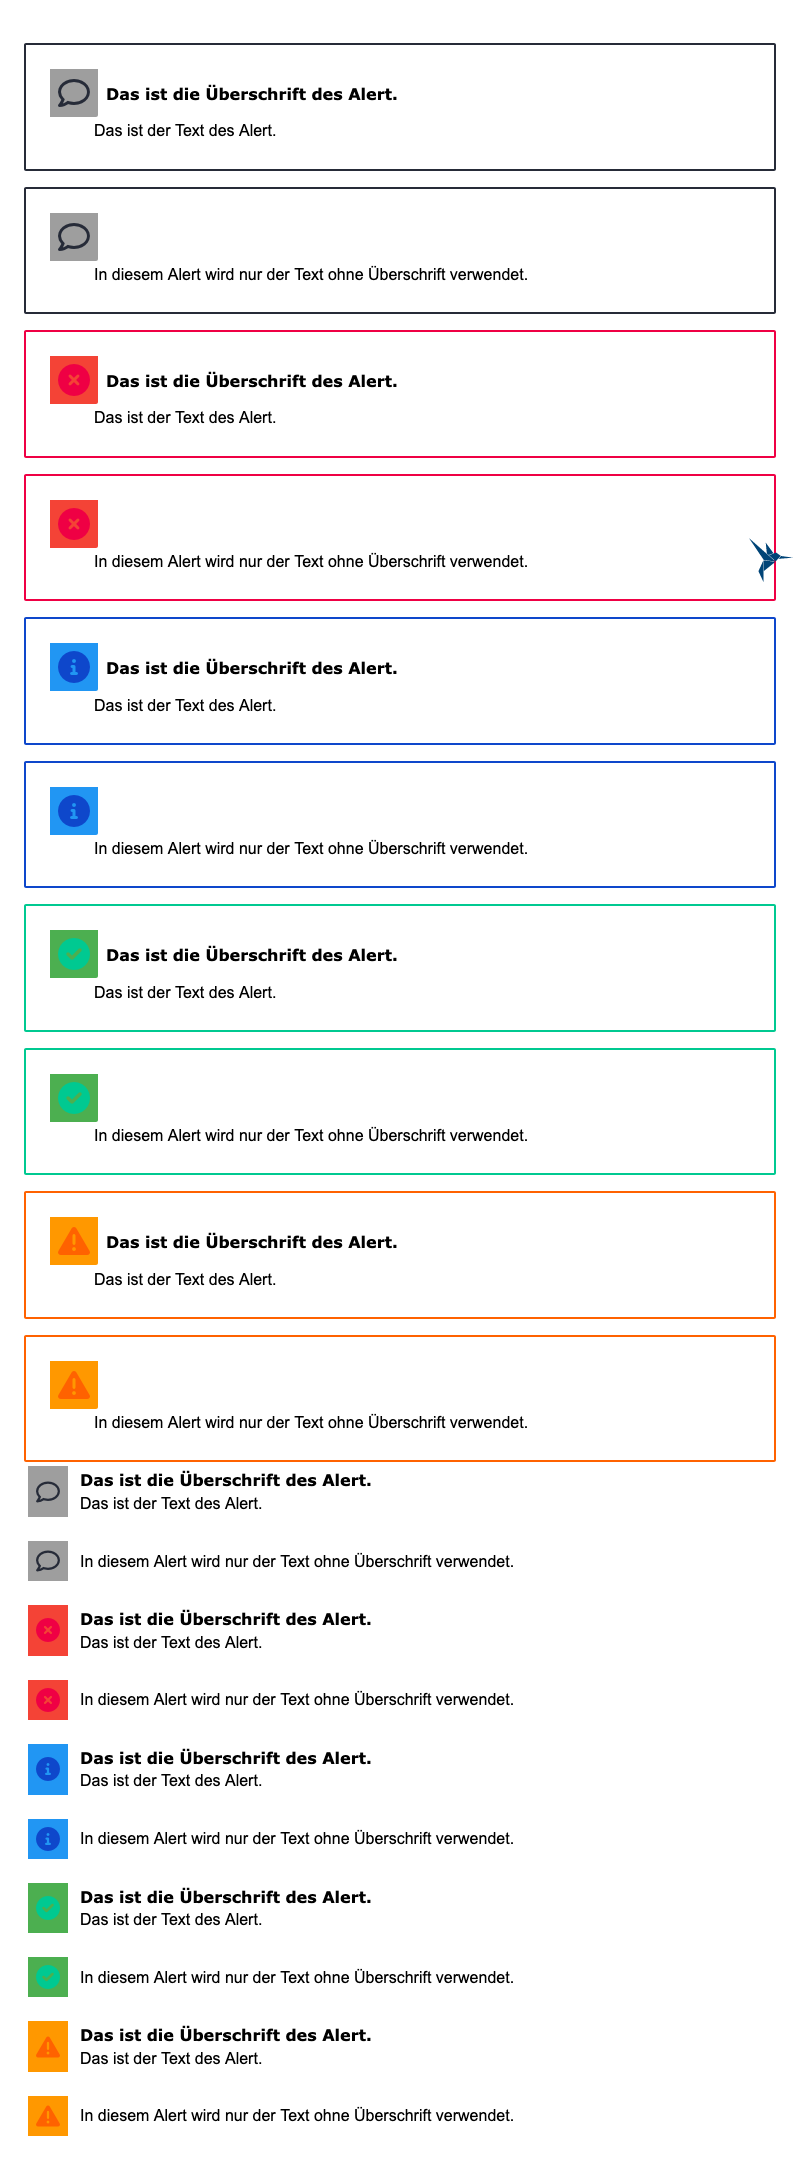 Das ist die Überschrift des Alert.
Das ist der Text des Alert.
In diesem Alert wird nur der Text ohne Überschrift verwendet.
Das ist die Überschrift des Alert.
Das ist der Text des Alert.
In diesem Alert wird nur der Text ohne Überschrift verwendet.
Das ist die Überschrift des Alert.
Das ist der Text des Alert.
In diesem Alert wird nur der Text ohne Überschrift verwendet.
Das ist die Überschrift des Alert.
Das ist der Text des Alert.
In diesem Alert wird nur der Text ohne Überschrift verwendet.
Das ist die Überschrift des Alert.
Das ist der Text des Alert.
In diesem Alert wird nur der Text ohne Überschrift verwendet.
Das ist die Überschrift des Alert.
Das ist der Text des Alert.
In diesem Alert wird nur der Text ohne Überschrift verwendet.
Das ist die Überschrift des Alert.
Das ist der Text des Alert.
In diesem Alert wird nur der Text ohne Überschrift verwendet.
Das ist die Überschrift des Alert.
Das ist der Text des Alert.
In diesem Alert wird nur der Text ohne Überschrift verwendet.
Das ist die Überschrift des Alert.
Das ist der Text des Alert.
In diesem Alert wird nur der Text ohne Überschrift verwendet.
Das ist die Überschrift des Alert.
Das ist der Text des Alert.
In diesem Alert wird nur der Text ohne Überschrift verwendet.